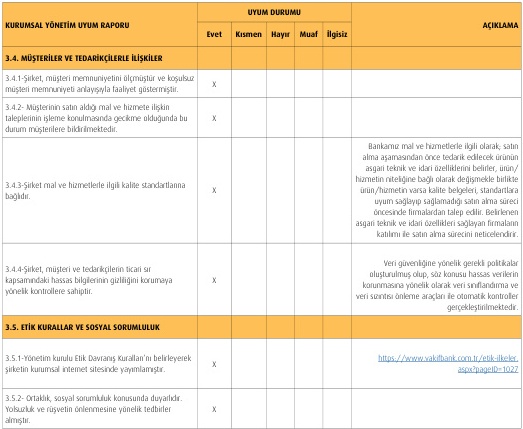 KURUMSAL YÖNETİM UYUM RAPORU
UYUM DURUMU
AÇIKLAMA
Evet Kısmen Hayır Muaf İlgisiz
3.4. MÜŞTERİLER VE TEDARİKÇİLERLE İLİŞKİLER
3.4.1-Şirket, müşteri memnuniyetini ölçmüştür ve koşulsuz
müşteri memnuniyeti anlayışıyla faaliyet göstermiştir.
X
3.4.2- Müşterinin satın aldığı mal ve hizmete ilişkin
taleplerinin işleme konulmasında gecikme olduğunda bu
durum müşterilere bildirilmektedir.
X
3.4.3-Şirket mal ve hizmetlerle ilgili kalite standartlarına
bağlıdır.
X
Bankamız mal ve hizmetlerle ilgili olarak; satın
alma aşamasından önce tedarik edilecek ürünün
asgari teknik ve idari özelliklerini belirler, ürün/
hizmetin niteliğine bağlı olarak değişmekle birlikte
ürün/hizmetin varsa kalite belgeleri, standartlara
uyum sağlayıp sağlamadığı satın alma süreci
öncesinde firmalardan talep edilir. Belirlenen
asgari teknik ve idari özellikleri sağlayan firmaların
katılımı ile satın alma sürecini neticelendirir.
3.4.4-Şirket, müşteri ve tedarikçilerin ticari sır
kapsamındaki hassas bilgilerinin gizliliğini korumaya
yönelik kontrollere sahiptir.
X
Veri güvenliğine yönelik gerekli politikalar
oluşturulmuş olup, söz konusu hassas verilerin
korunmasına yönelik olarak veri sınıflandırma ve
veri sızıntısı önleme araçları ile otomatik kontroller
gerçekleştirilmektedir.
3.5. ETİK KURALLAR VE SOSYAL SORUMLULUK
3.5.1-Yönetim kurulu Etik Davranış Kuralları'nı belirleyerek
şirketin kurumsal internet sitesinde yayımlamıştır.
X
https://www.vakifbank.com.tr/etik-ilkeler.
aspx?pageID=1027
3.5.2- Ortaklık, sosyal sorumluluk konusunda duyarlıdır.
Yolsuzluk ve rüşvetin önlenmesine yönelik tedbirler
almıştır.
X